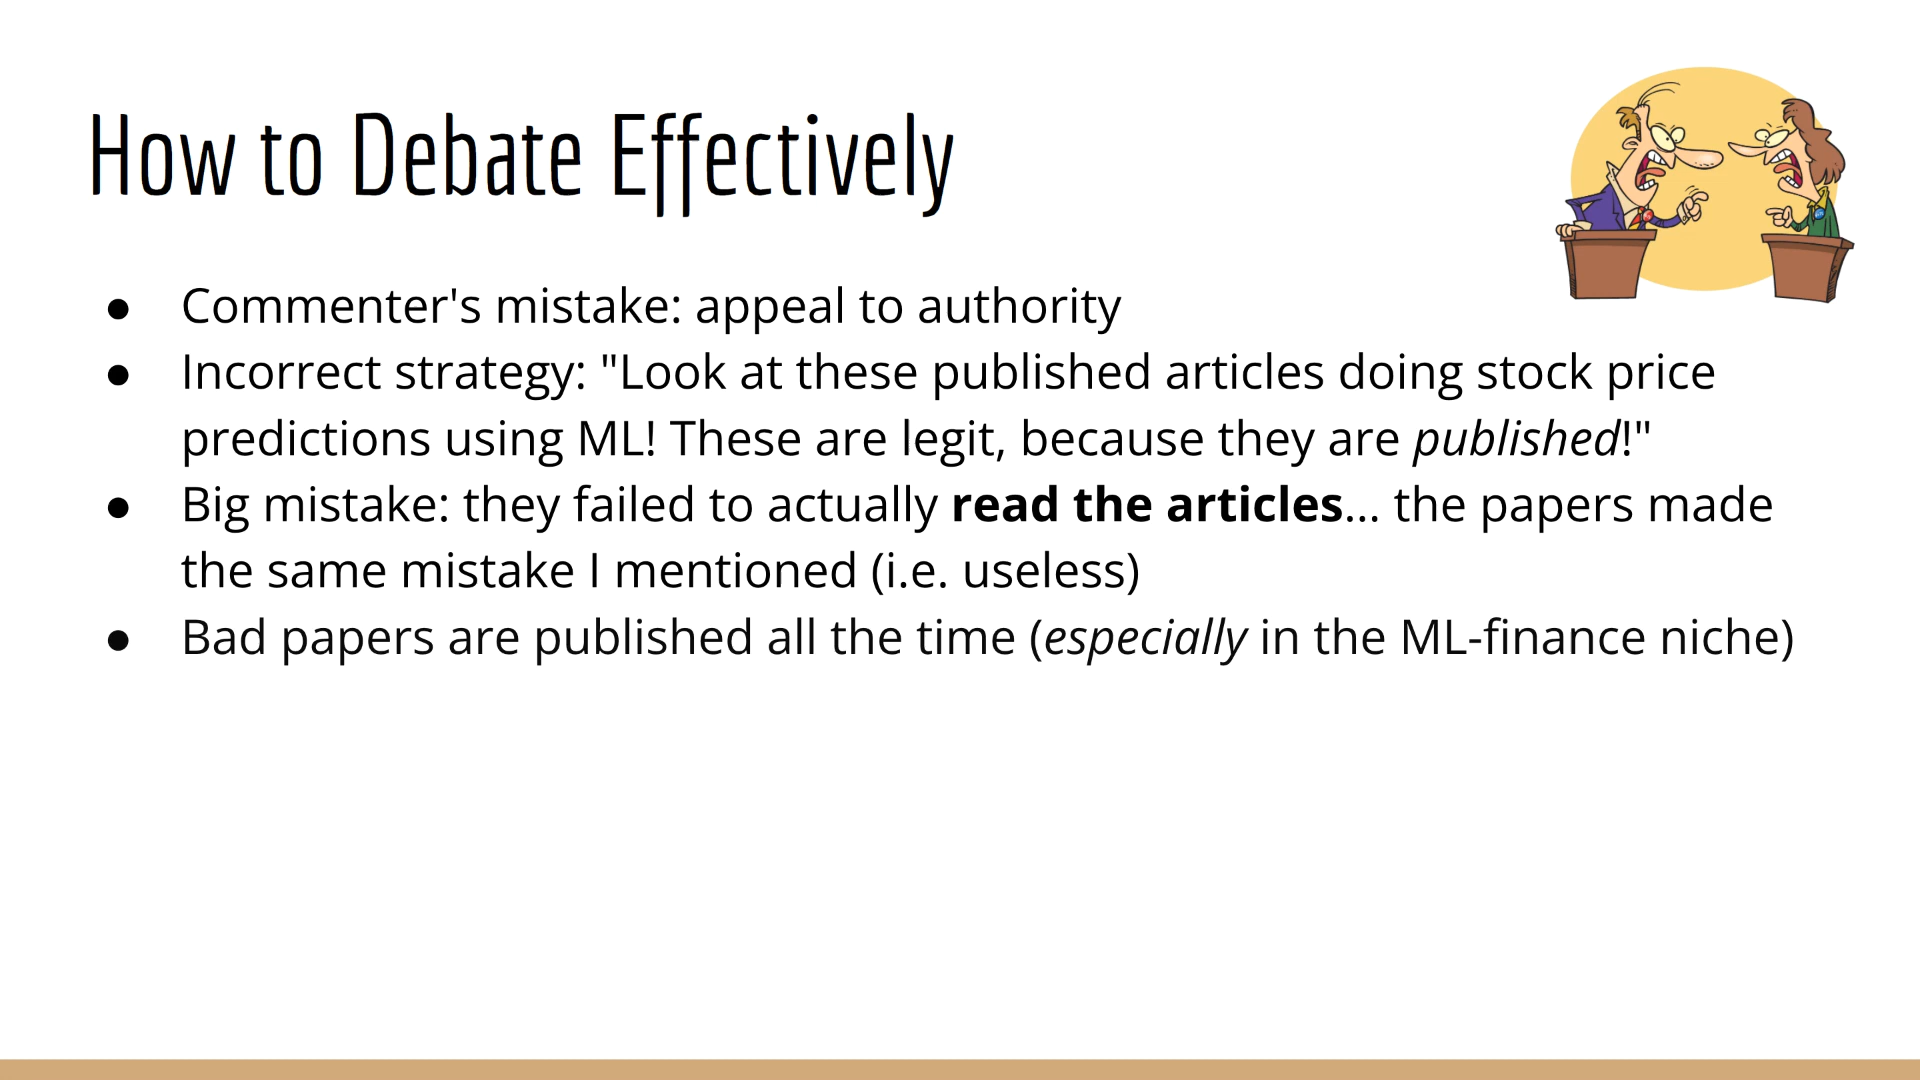 How to Debate Effectively
● Commenter's mistake: appeal to authority
● Incorrect strategy: "Look at these published articles doing stock price
predictions using ML! These are legit, because they are published!"
● Big mistake: they failed to actually read the articles... the papers made
the same mistake I mentioned (i.e. useless)
● Bad papers are published all the time (especially in the ML-finance niche)